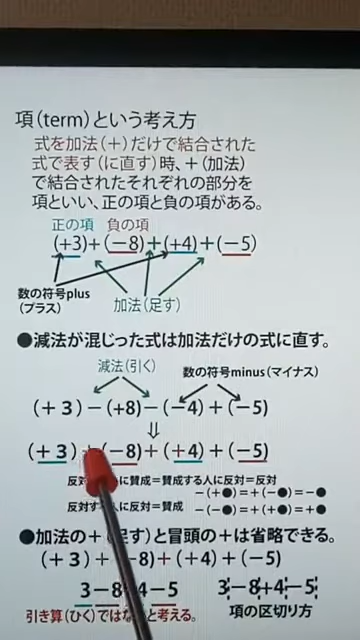 項(term)という考え方
式を加法(+)だけで結合された
式で表す(に直す)時、+(加法)
で結合されたそれぞれの部分を
項といい、正の項と負の項がある。
正の項 負の項
(+3)+(-8)+(+4)+(-5)
数の符号plus
(プラス)
加法(足す)
●減法が混じった式は加法だけの式に直す。
減法(引く)
数の符号minus(マイナス)
(+3)-(+8)-(-4)+(-5)
⇓
(+3) (-8)+(+4)+(-5)
反対 に賛成=賛成する人に反対=反対
-(+●)=+(-●)=-●
反対す 人に反対=賛成
-(-●)=+(+●)=+●
●加法の+(足す)と冒頭の+は省略できる。
(+3)+ -8)+(+4)+(-5)
3-8+4-5
3-8+4-5
引き算(ひく)ではな と考える。
項の区切り方